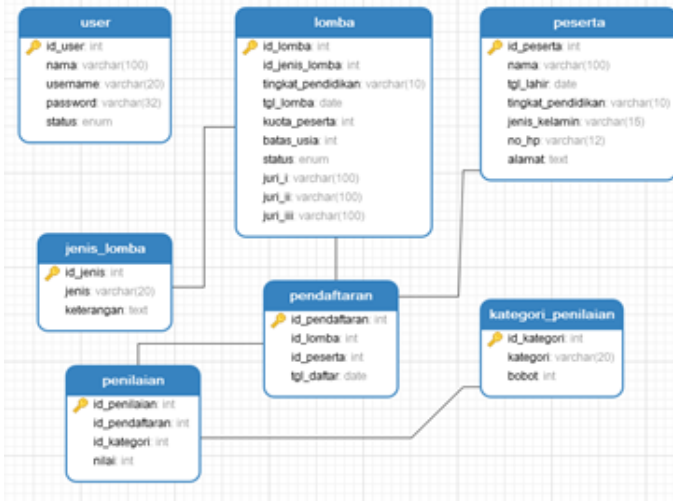 user
id_user: int
nama: varchar(100)
username: varchar(20)
password: varchar(32)
status: enum
lomba
id_lomba: int
id_jenis_lomba: int
tingkat_pendidikan: varchar(10)
tgl_lomba: date
kuota_peserta: int
batas_usia: int
status: enum
juri_i: varchar(100)
juri_ii: varchar(100)
juri_iii: varchar(100)
peserta
id_peserta: int
nama: varchar(100)
tgl_lahir: date
tingkat_pendidikan: varchar(10)
jenis_kelamin: varchar(15)
no_hp: varchar(12)
alamat: text
jenis_lomba
id_jenis: int
jenis: varchar(20)
keterangan: text
pendaftaran
id_pendaftaran: int
id_lomba: int
id_peserta: int
tgl_daftar: date
kategori_penilaian
id_kategori: int
kategori: varchar(20)
bobot: int
penilaian
id_penilaian: int
id_pendaftaran: int
id_kategori: int
nilai: int